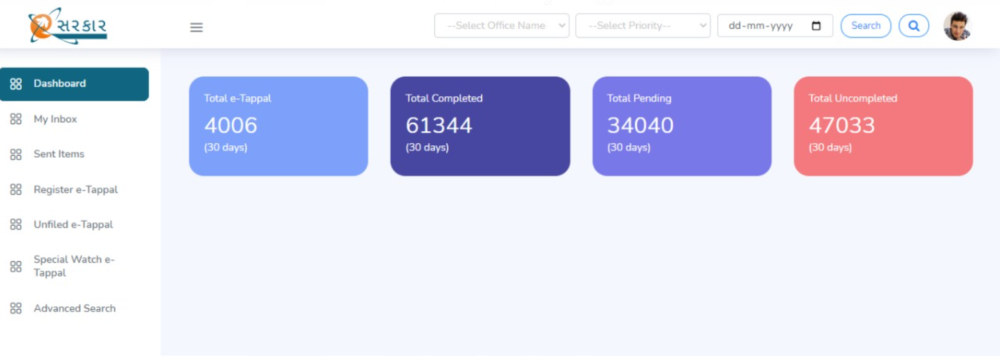 સરકાર
--Select Office Name
--Select Priority--
dd-mm-yyyy
Search
Dashboard
My Inbox
Sent Items
Register e-Tappal
Unfiled e-Tappal
Special Watch e-
Tappal
Advanced Search
Total e-Tappal
4006
(30 days)
Total Completed
61344
(30 days)
Total Pending
34040
(30 days)
Total Uncompleted
47033
(30 days)